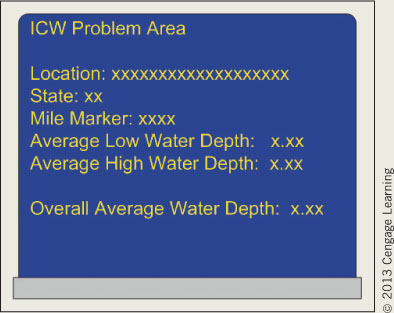 ICW Problem Area
Location: xxxxxxxxxxxxxxxxxxx
State: xx
Mile Marker: xxxx
Average Low Water Depth: x.xx
Average High Water Depth: x.xx
Overall Average Water Depth: x.xx
© 2013 Cengage Learning